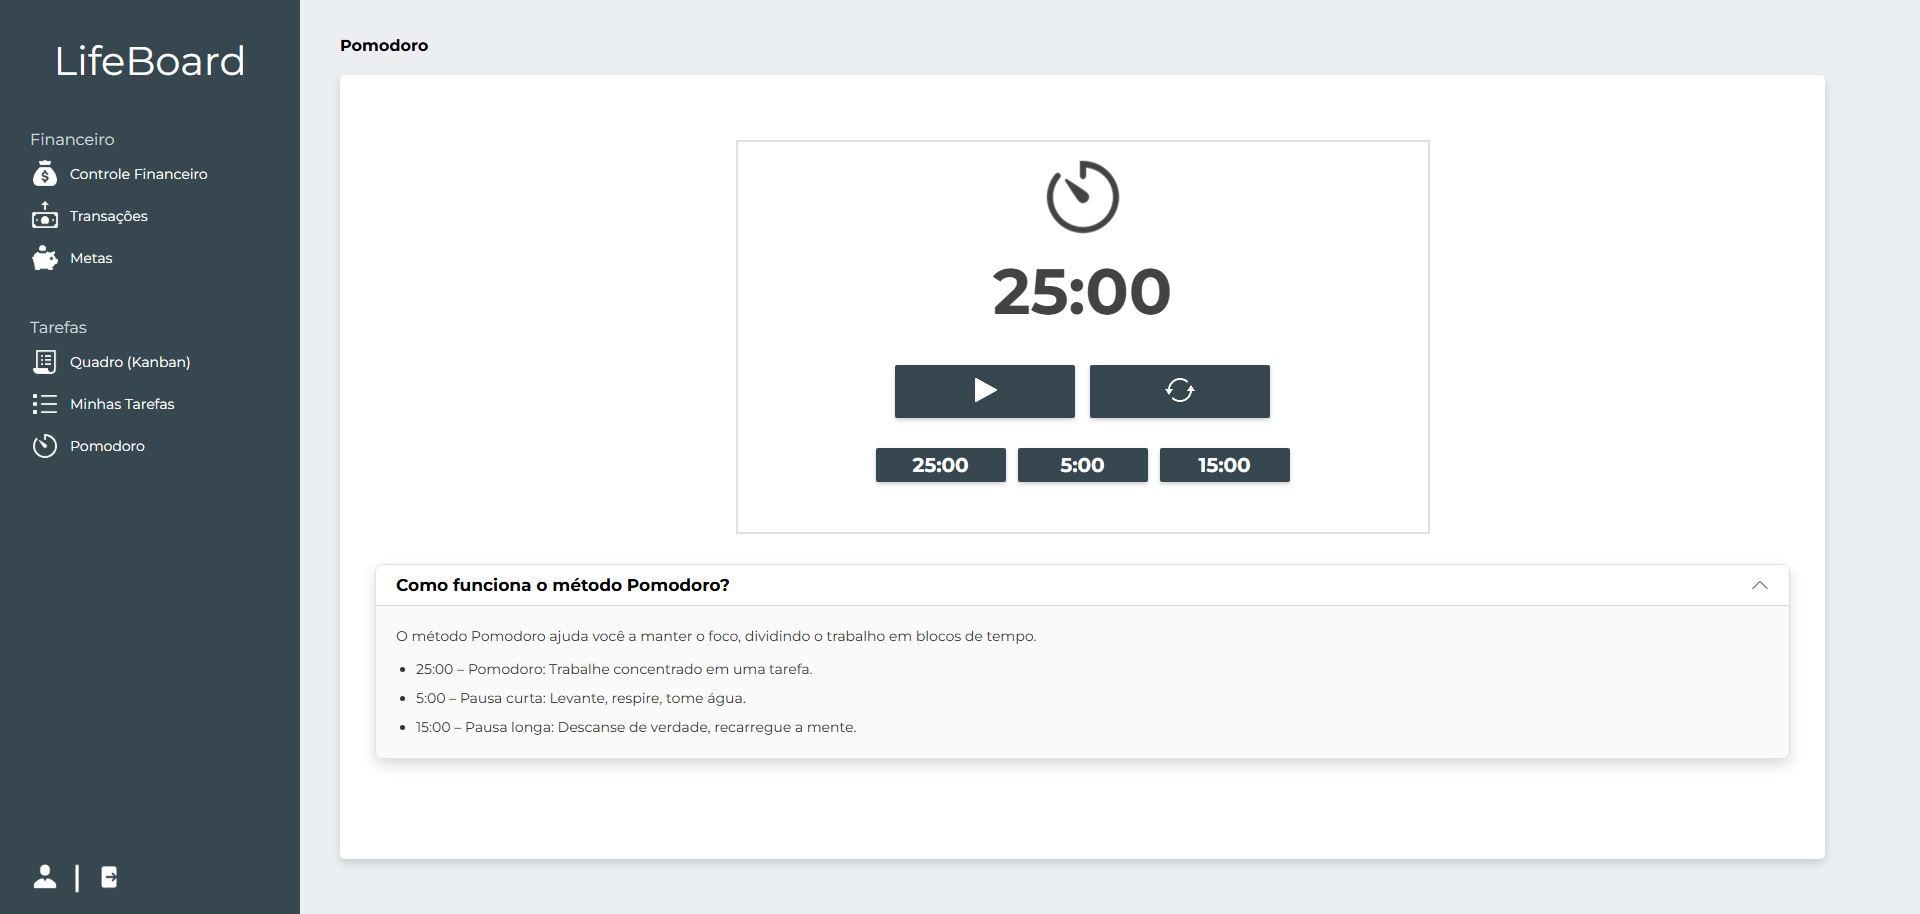 LifeBoard
Financeiro
Controle Financeiro
Transações
Metas
Tarefas
Quadro (Kanban)
Minhas Tarefas
Pomodoro
Pomodoro
25:00
25:00 5:00 15:00
Como funciona o método Pomodoro?
O método Pomodoro ajuda você a manter o foco, dividindo o trabalho em blocos de tempo.
• 25:00 – Pomodoro: Trabalhe concentrado em uma tarefa.
• 5:00 – Pausa curta: Levante, respire, tome água.
• 15:00 – Pausa longa: Descanse de verdade, recarregue a mente.